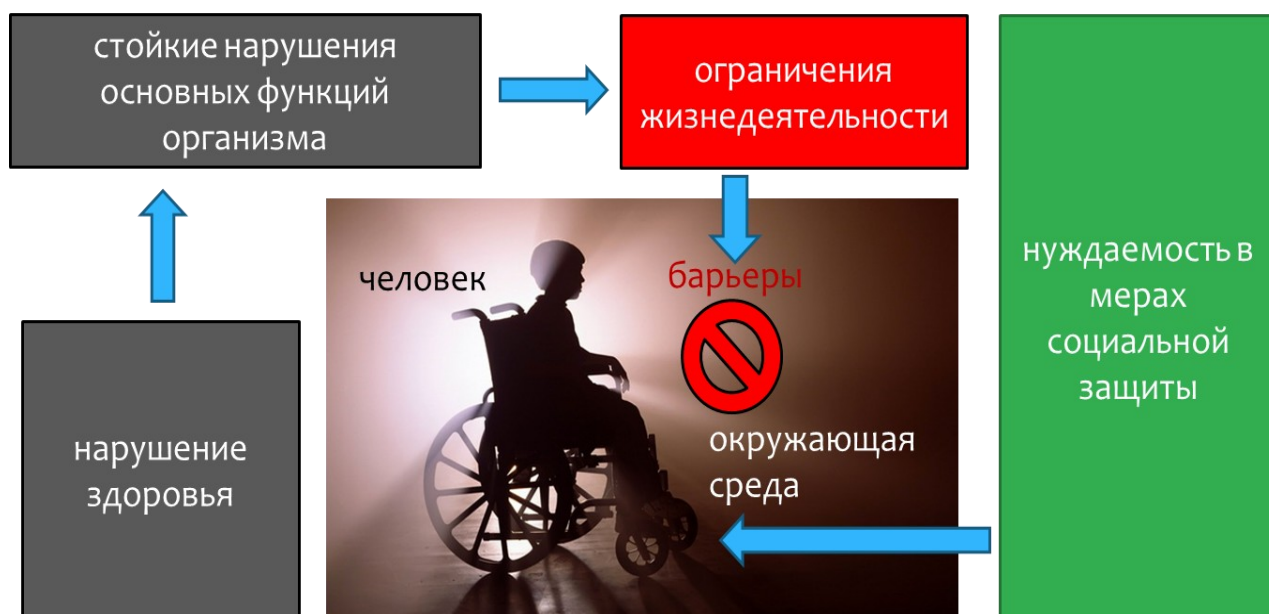 стойкие нарушения
основных функций
организма
ограничения
жизнедеятельности
нуждаемость в
мерах
социальной
защиты
человек
барьеры
окружающая
среда
нарушение
здоровья